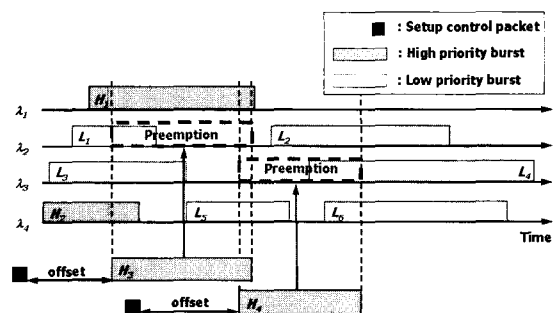 : Setup control packet
: High priority burst
: Low priority burst
H1
λ1
L1
Preemption
L2
λ2
L3
Preemption
L4
λ3
H2
L5
L6
λ4
Time
offset
H3
offset
H4